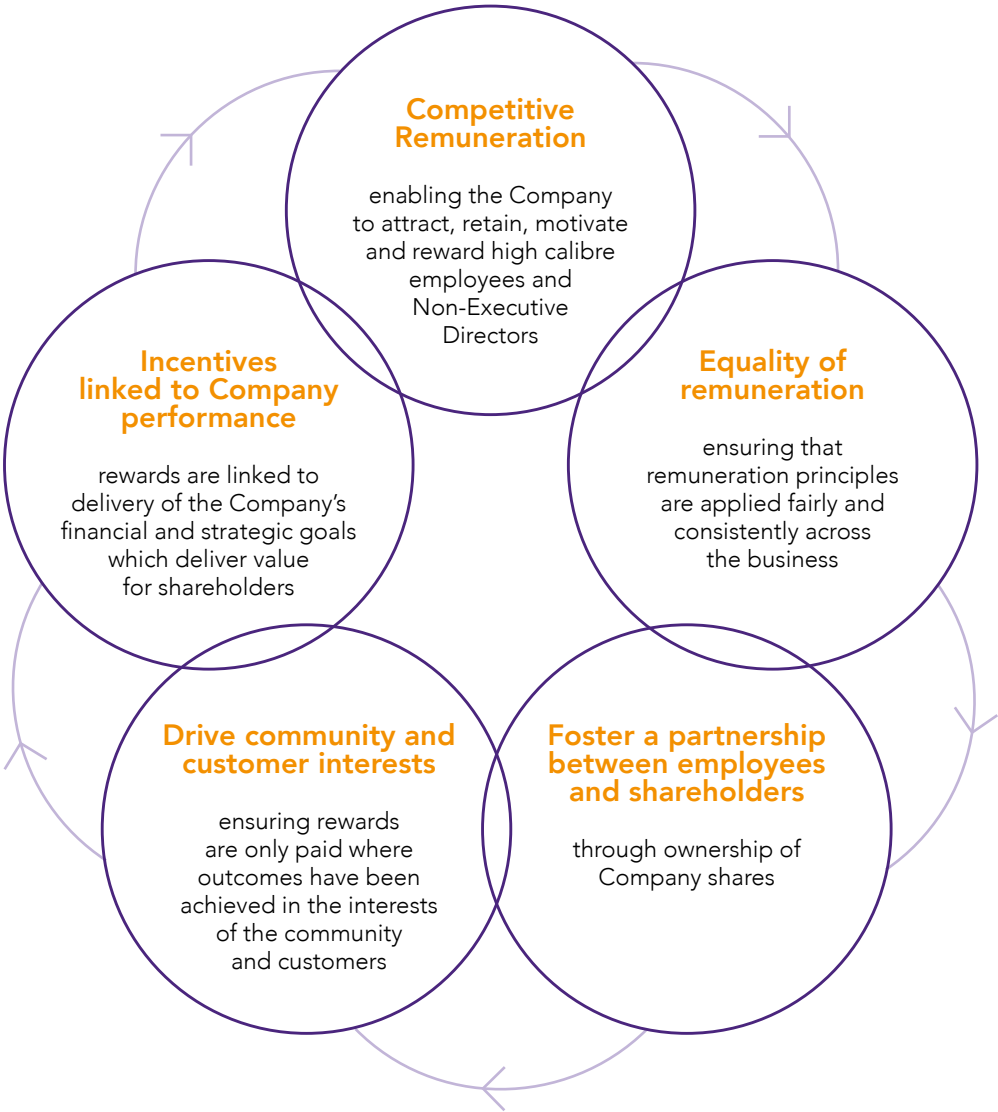 Competitive
Remuneration
enabling the Company
to attract, retain, motivate
and reward high calibre
employees and
Non-Executive
Directors
Equality of
remuneration
ensuring that
remuneration principles
are applied fairly and
consistently across
the business
Foster a partnership
between employees
and shareholders
through ownership of
Company shares
Drive community and
customer interests
ensuring rewards
are only paid where
outcomes have been
achieved in the interests
of the community
and customers
Incentives
linked to Company
performance
rewards are linked to
delivery of the Company’s
financial and strategic goals
which deliver value
for shareholders